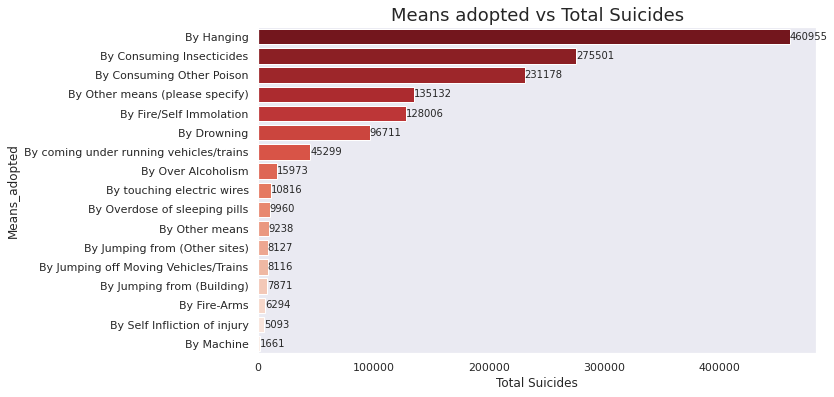 Means adopted vs Total Suicides
Means_adopted
By Hanging 460955
By Consuming Insecticides 275501
By Consuming Other Poison 231178
By Other means (please specify) 135132
By Fire/Self Immolation 128006
By Drowning 96711
By coming under running vehicles/trains 45299
By Over Alcoholism 15973
By touching electric wires 10816
By Overdose of sleeping pills 9960
By Other means 9238
By Jumping from (Other sites) 8127
By Jumping off Moving Vehicles/Trains 8116
By Jumping from (Building) 7871
By Fire-Arms 6294
By Self Infliction of injury 5093
By Machine 1661
0 100000 200000 300000 400000
Total Suicides